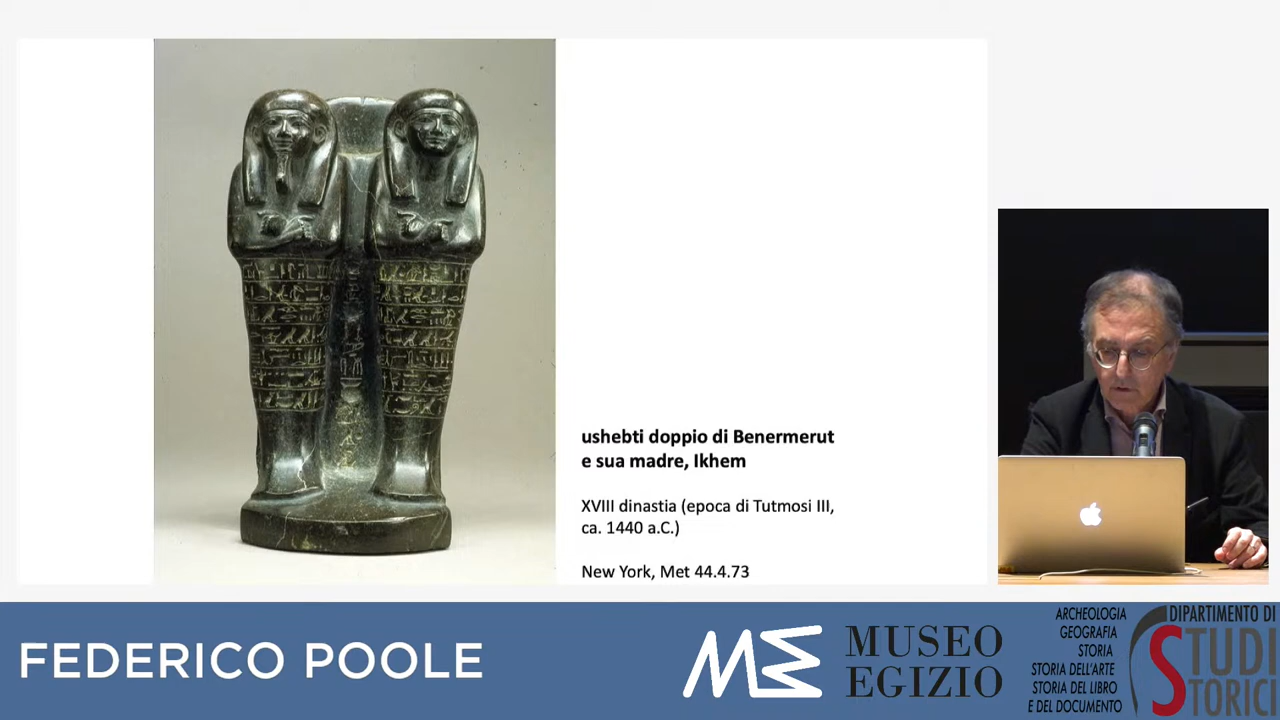 ushebti doppio di Benermerut
e sua madre, Ikhem
XVIII dinastia (epoca di Tutmosi III,
ca. 1440 a.C.)
New York, Met 44.4.73
FEDERICO POOLE
ME
MUSEO
EGIZIO
ARCHEOLOGIA
GEOGRAFIA
STORIA
STORIA DELL'ARTE
STORIA DEL LIBRO
E DEL DOCUMENTO
DIPARTIMENTO DI
STUDI
STORICI